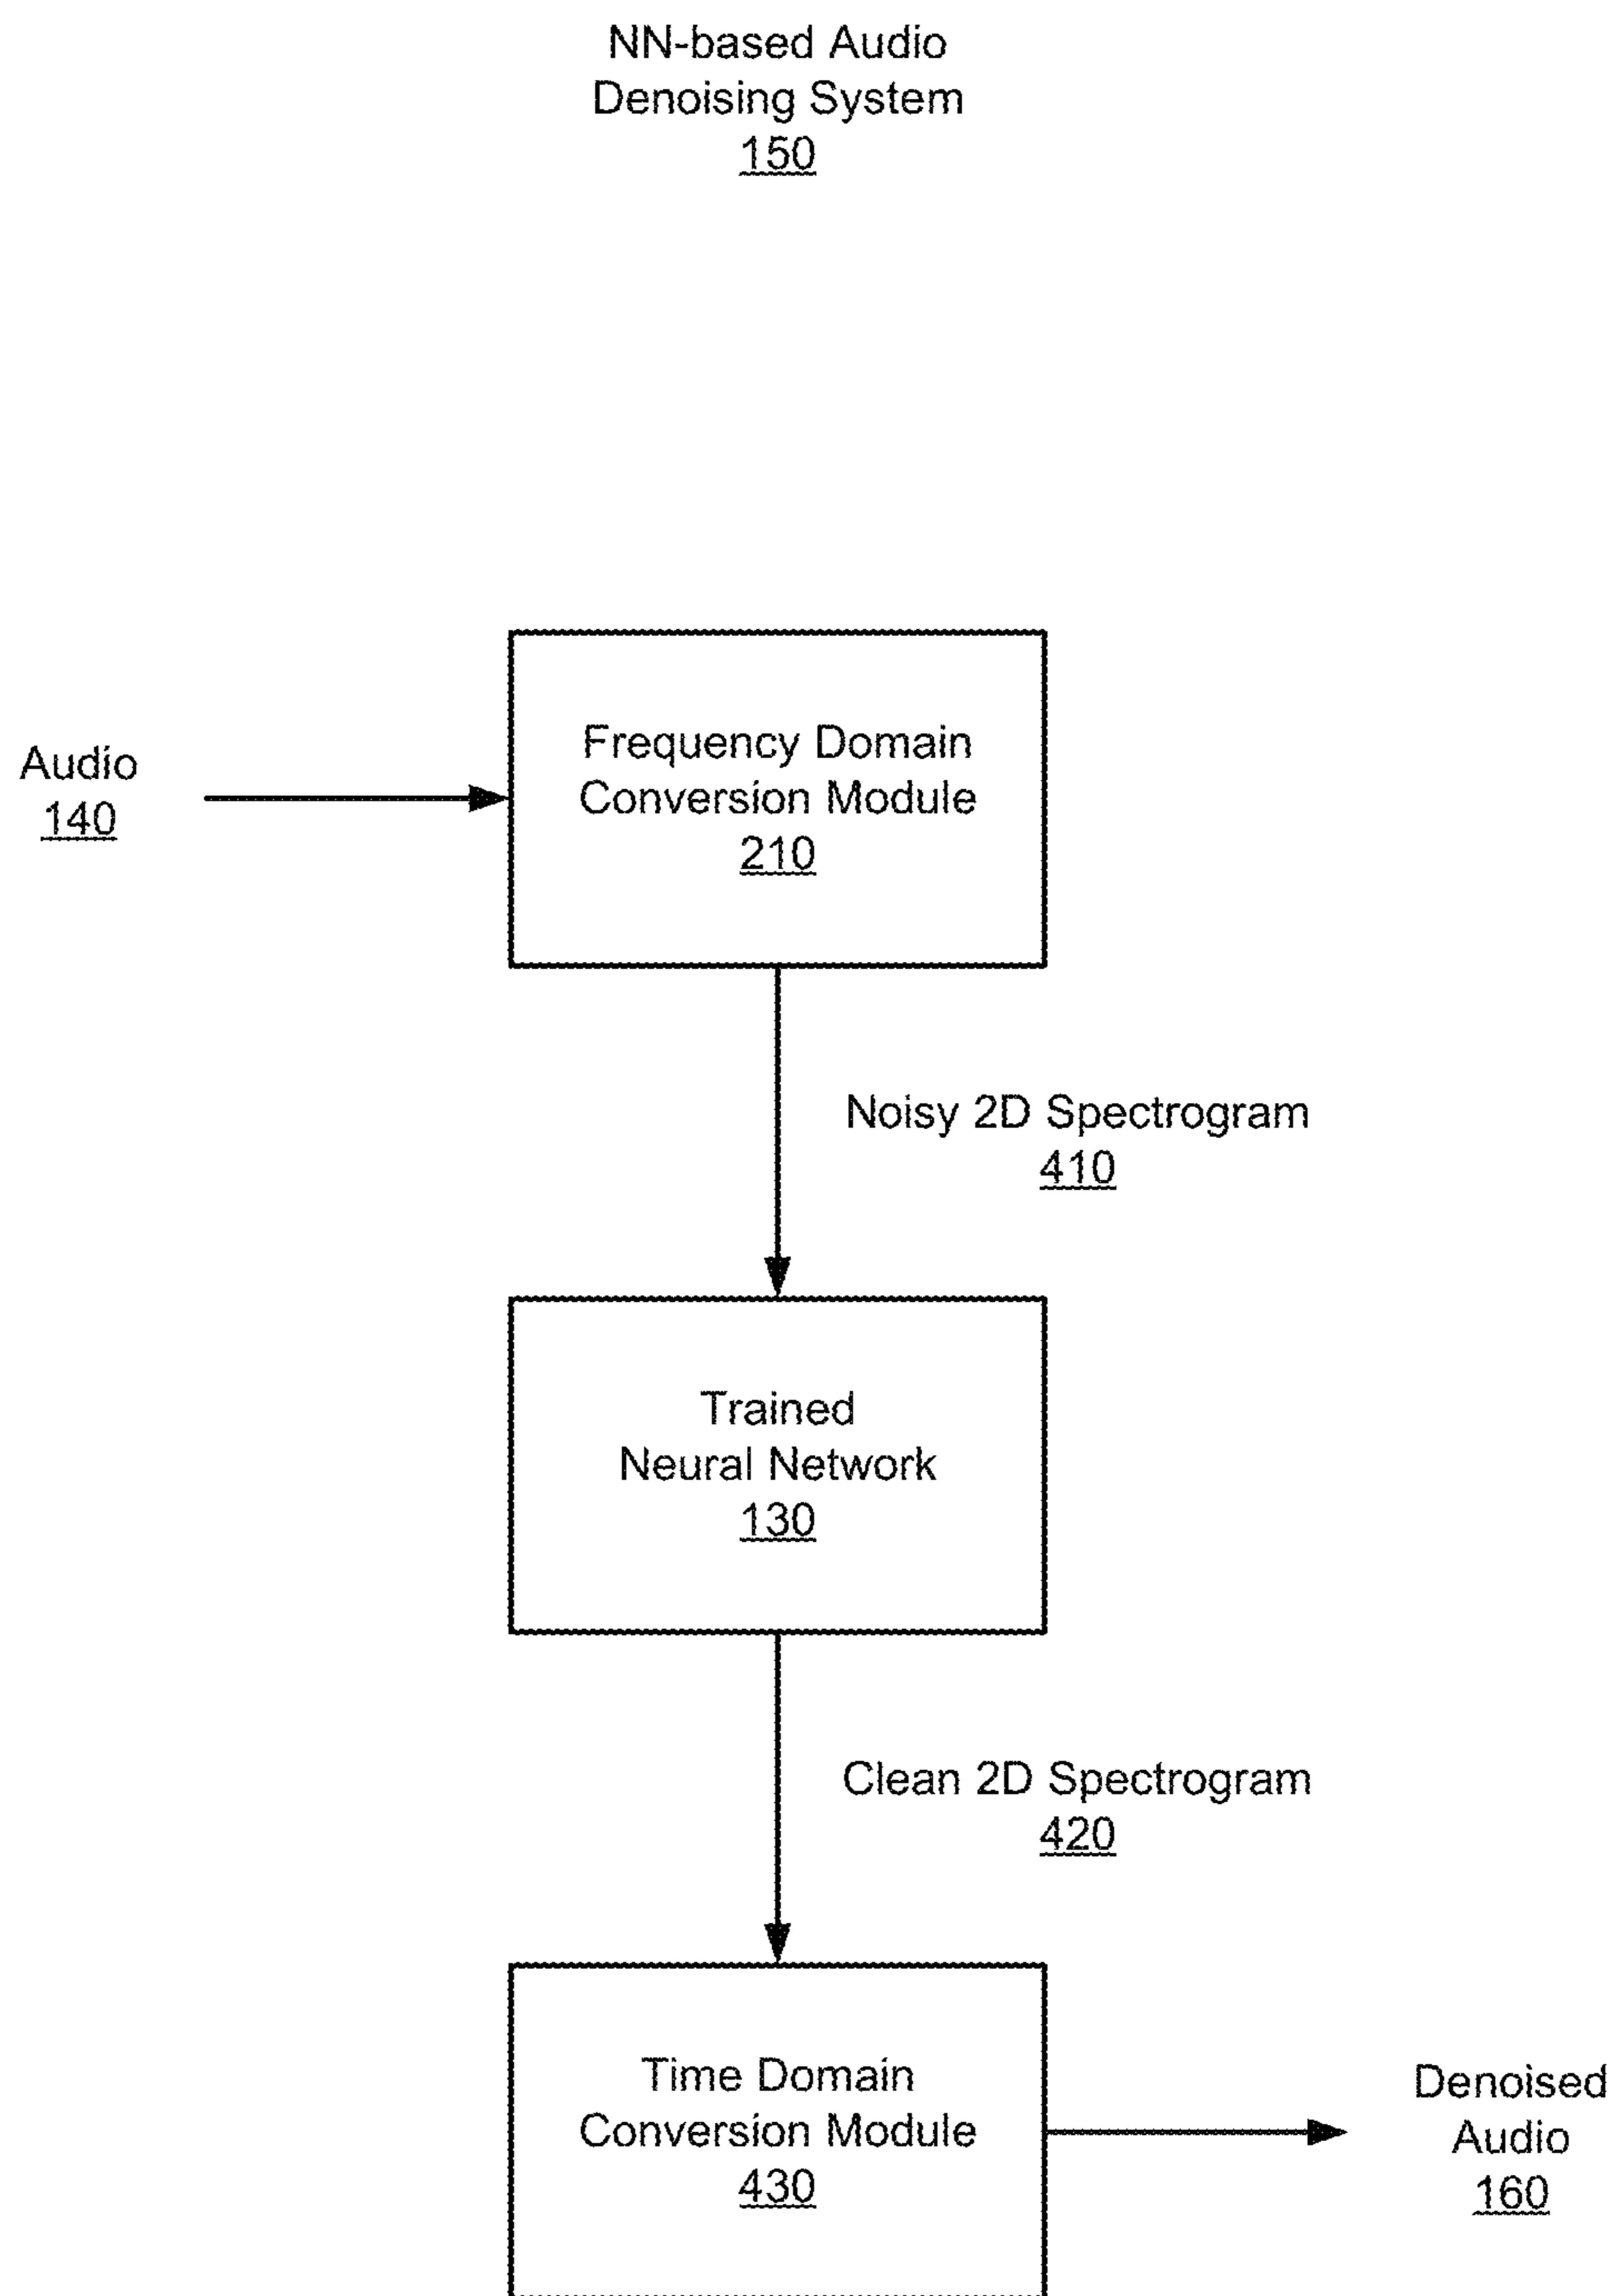 NN-based Audio
Denoising System
150
Audio
140
Frequency Domain
Conversion Module
210
Noisy 2D Spectrogram
410
Trained
Neural Network
130
Clean 2D Spectrogram
420
Time Domain
Conversion Module
430
Denoised
Audio
160